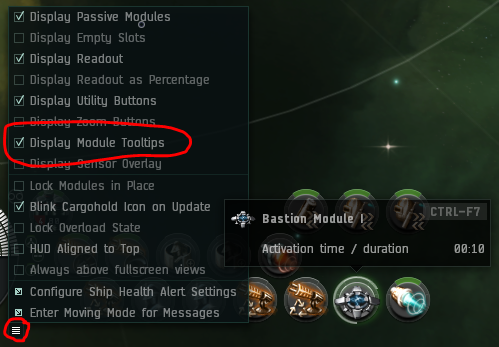 Display Passive Modules
Display Empty Slots
Display Readout
Display Readout as Percentage
Display Utility Buttons
Display Zoom Buttons
Display Module Tooltips
Display Sensor Overlay
Lock Modules in Place
Blink Cargohold Icon on Update
Lock Overload State
HUD Aligned to Top
Always above fullscreen views
Configure Ship Health Alert Settings
Enter Moving Mode for Messages
Bastion Module I
CTRL-F7
Activation time / duration 00:10